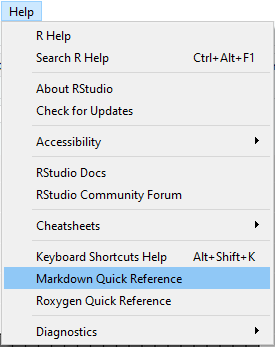 Help
R Help
Search R Help Ctrl+Alt+F1
About RStudio
Check for Updates
Accessibility
RStudio Docs
RStudio Community Forum
Cheatsheets
Keyboard Shortcuts Help Alt+Shift+K
Markdown Quick Reference
Roxygen Quick Reference
Diagnostics